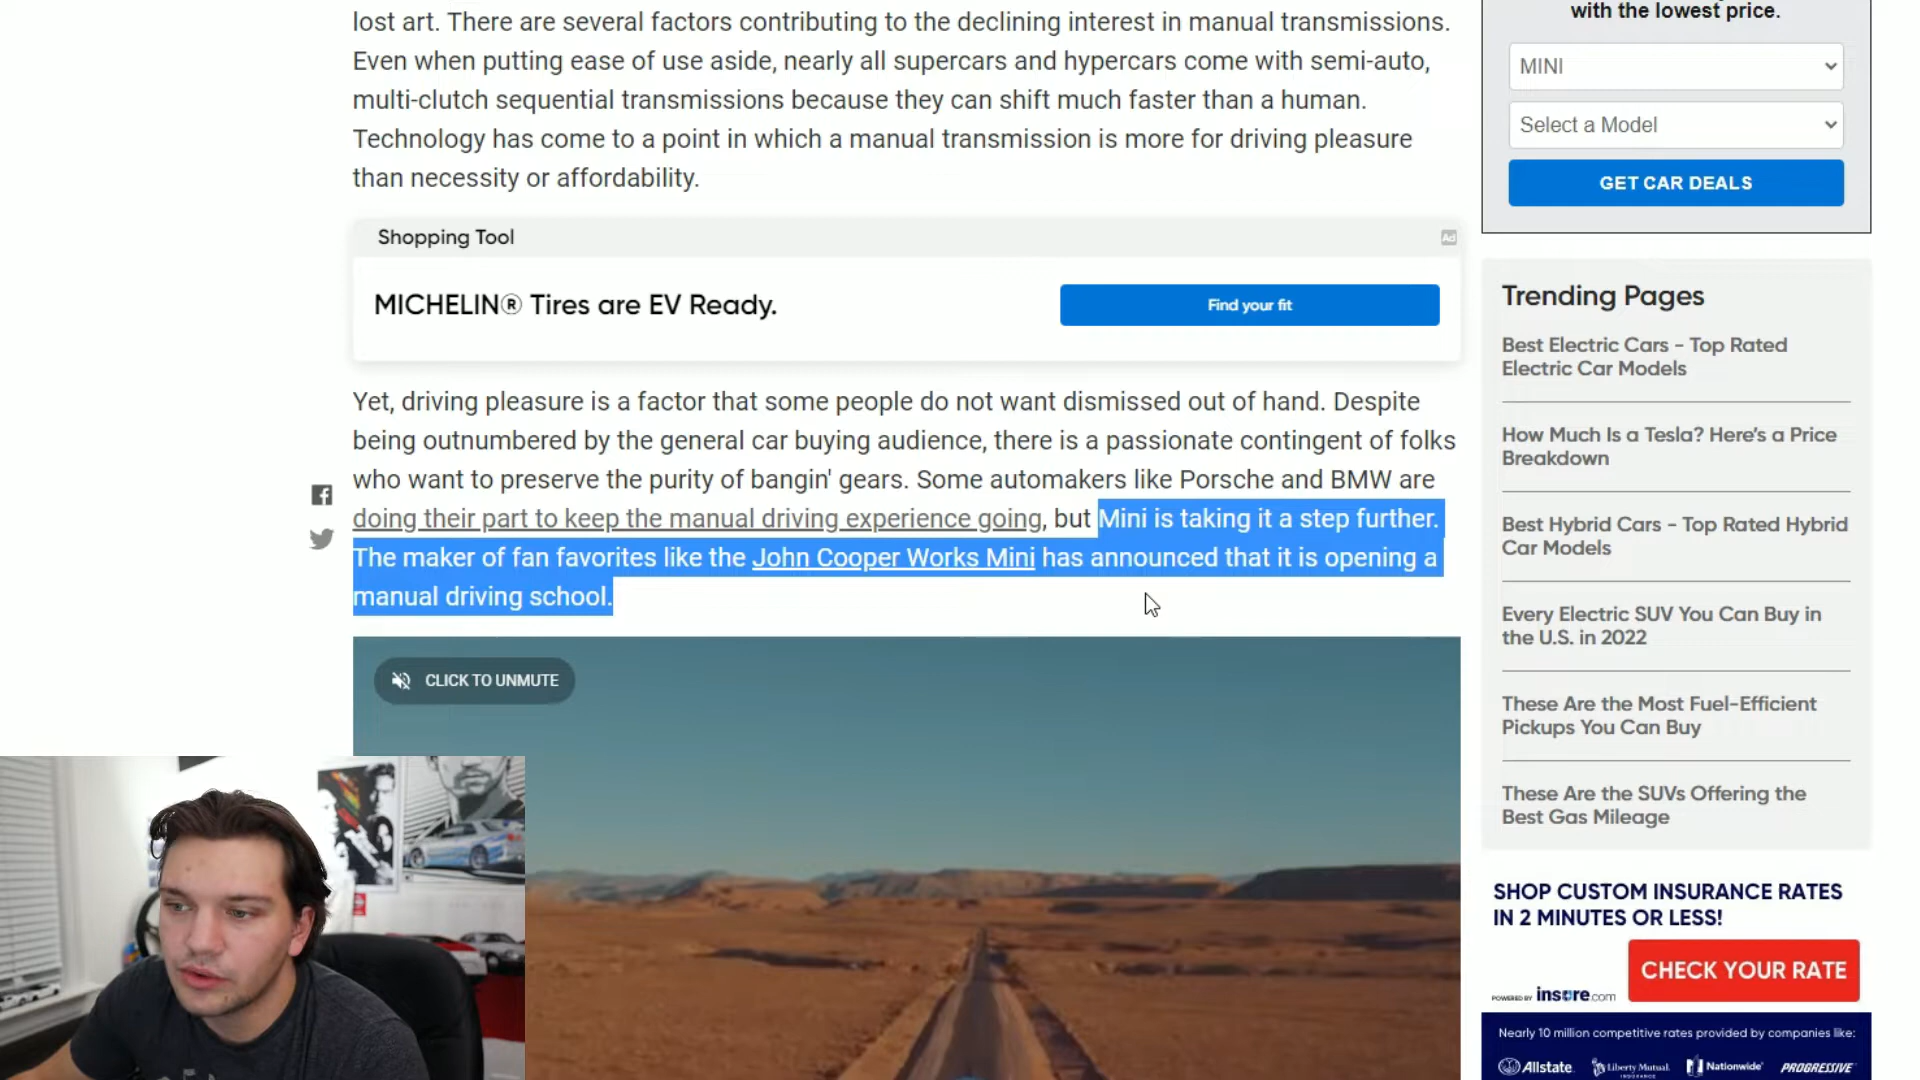 lost art. There are several factors contributing to the declining interest in manual transmissions.
Even when putting ease of use aside, nearly all supercars and hypercars come with semi-auto,
multi-clutch sequential transmissions because they can shift much faster than a human.
Technology has come to a point in which a manual transmission is more for driving pleasure
than necessity or affordability.
Shopping Tool
Ad
MICHELIN® Tires are EV Ready.
Find your fit
Yet, driving pleasure is a factor that some people do not want dismissed out of hand. Despite
being outnumbered by the general car buying audience, there is a passionate contingent of folks
who want to preserve the purity of bangin' gears. Some automakers like Porsche and BMW are
doing their part to keep the manual driving experience going, but Mini is taking it a step further.
The maker of fan favorites like the John Cooper Works Mini has announced that it is opening a
manual driving school.
CLICK TO UNMUTE
with the lowest price.
MINI
Select a Model
GET CAR DEALS
Trending Pages
Best Electric Cars - Top Rated
Electric Car Models
How Much Is a Tesla? Here's a Price
Breakdown
Best Hybrid Cars - Top Rated Hybrid
Car Models
Every Electric SUV You Can Buy in
the U.S. in 2022
These Are the Most Fuel-Efficient
Pickups You Can Buy
These Are the SUVs Offering the
Best Gas Mileage
SHOP CUSTOM INSURANCE RATES
IN 2 MINUTES OR LESS!
CHECK YOUR RATE
POWERED BY insure.com
Nearly 10 million competitive rates provided by companies like:
Allstate Liberty Mutual INSURANCE Nationwide PROGRESSIVE